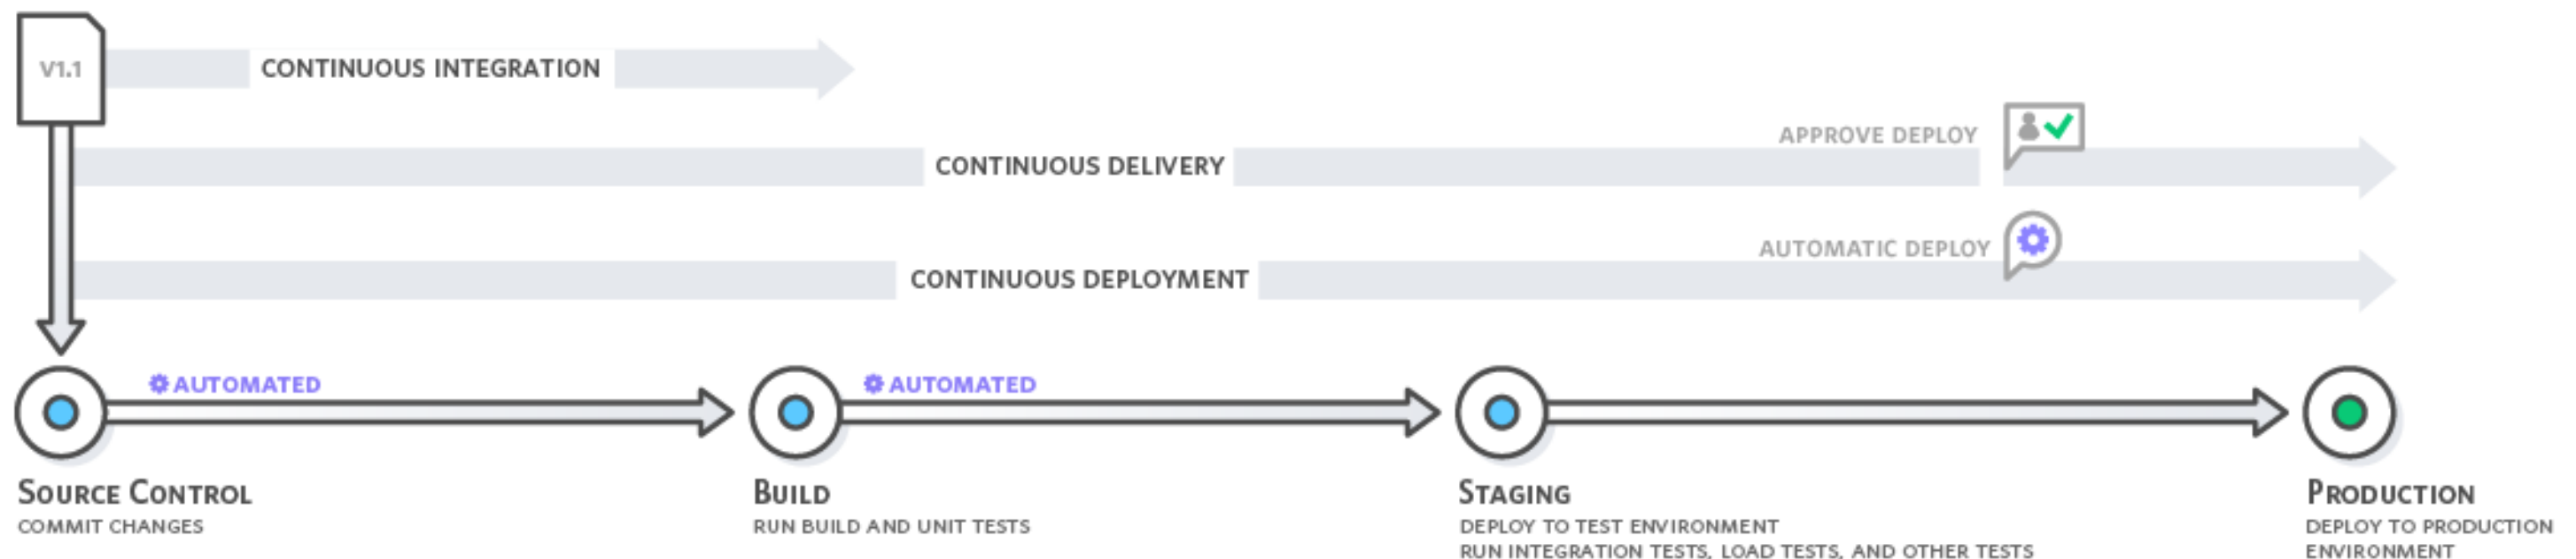 V1.1
CONTINUOUS INTEGRATION
APPROVE DEPLOY
CONTINUOUS DELIVERY
AUTOMATIC DEPLOY
CONTINUOUS DEPLOYMENT
AUTOMATED
AUTOMATED
SOURCE CONTROL
COMMIT CHANGES
BUILD
RUN BUILD AND UNIT TESTS
STAGING
DEPLOY TO TEST ENVIRONMENT
RUN INTEGRATION TESTS, LOAD TESTS, AND OTHER TESTS
PRODUCTION
DEPLOY TO PRODUCTION
ENVIRONMENT